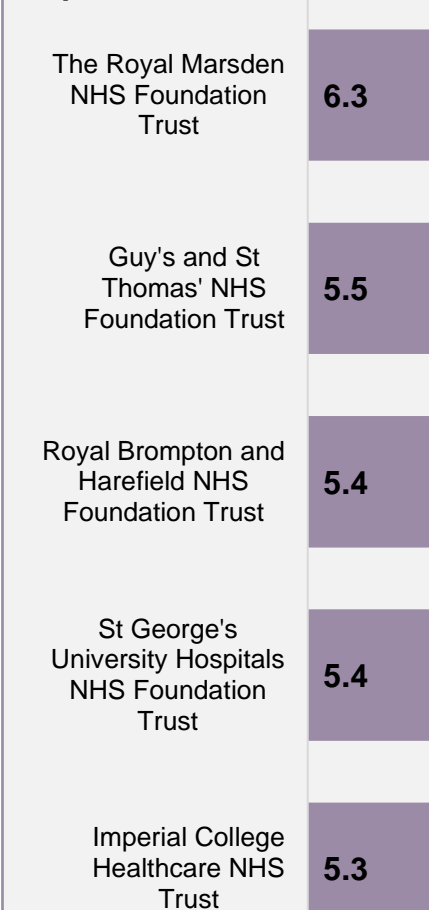 The Royal Marsden
NHS Foundation
Trust
6.3
Guy's and St
Thomas' NHS
Foundation Trust
5.5
Royal Brompton and
Harefield NHS
Foundation Trust
5.4
St George's
University Hospitals
NHS Foundation
Trust
5.4
Imperial College
Healthcare NHS
Trust
5.3